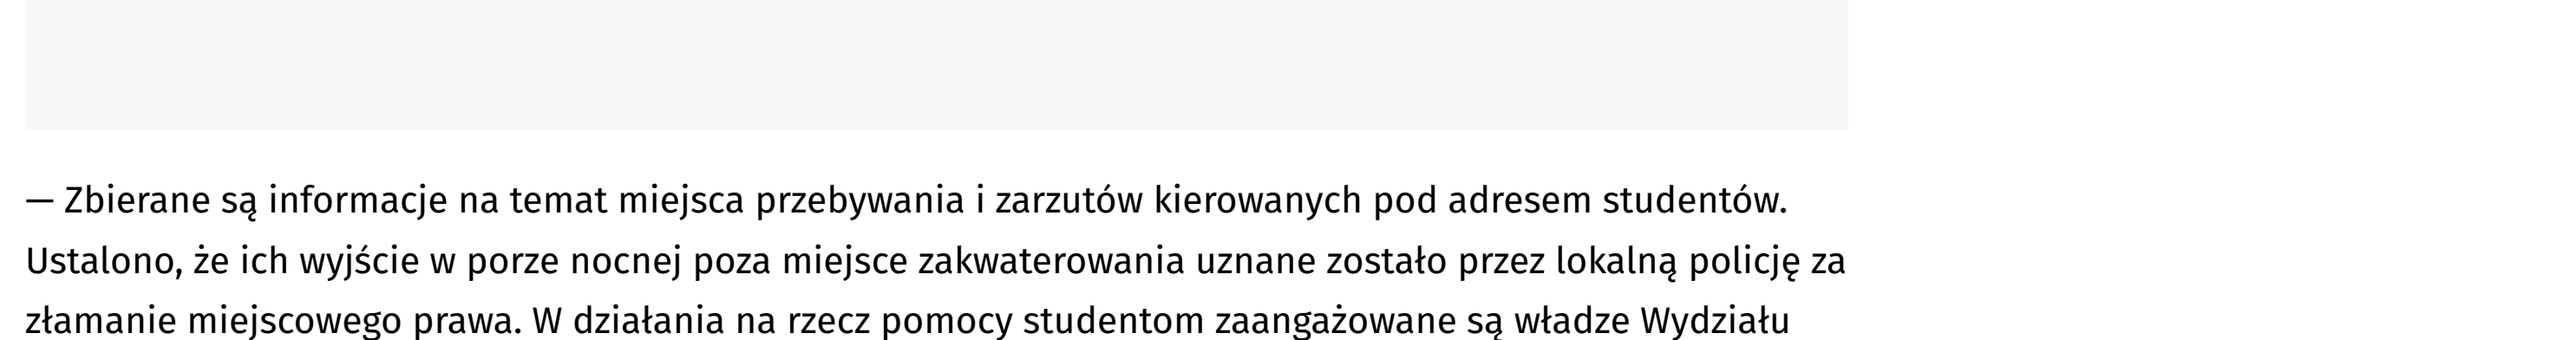 — Zbierane są informacje na temat miejsca przebywania i zarzutów kierowanych pod adresem studentów.
Ustalono, że ich wyjście w porze nocnej poza miejsce zakwaterowania uznane zostało przez lokalną policję za
złamanie miejscowego prawa. W działania na rzecz pomocy studentom zaangażowane są władze Wydziału